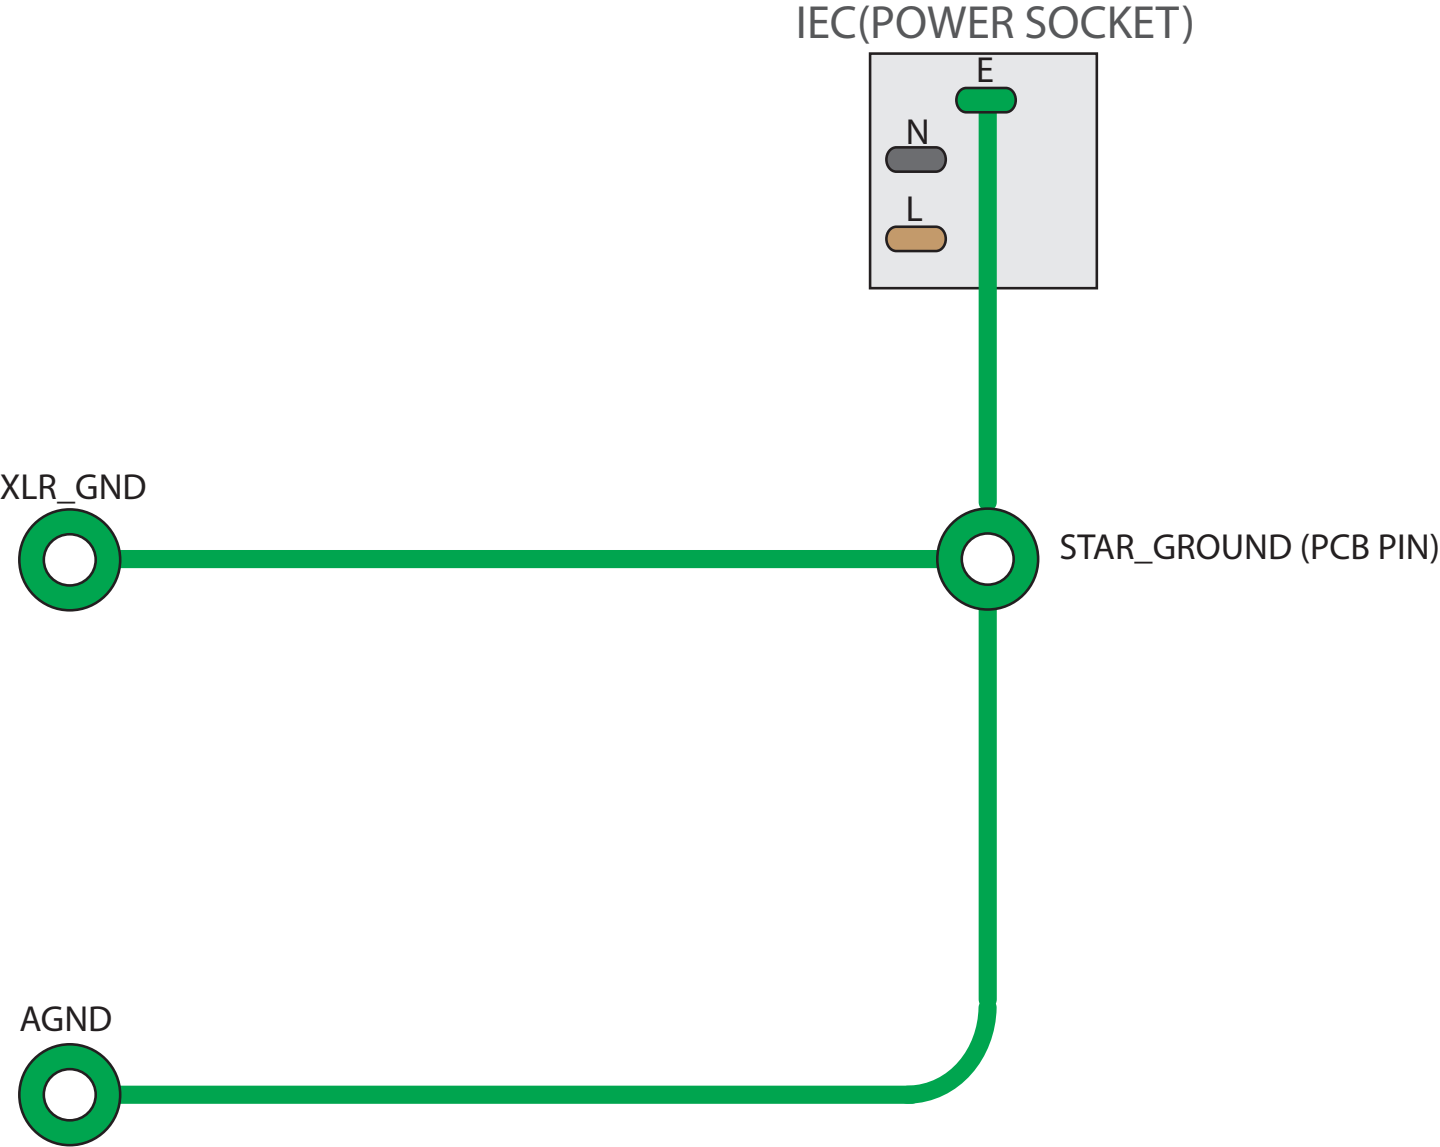 IEC(POWER SOCKET)
E
N
L
XLR_GND
STAR_GROUND (PCB PIN)
AGND